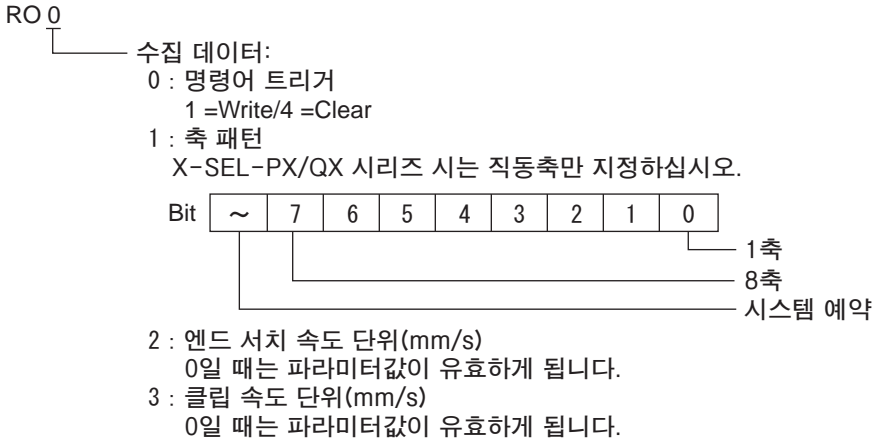 RO 0
수집 데이터:
0 : 명령어 트리거
1 =Write/4 =Clear
1 : 축 패턴
X-SEL-PX/QX 시리즈 시는 직동축만 지정하십시오.
Bit ~ 7 6 5 4 3 2 1 0
1축
8축
시스템 예약
2 : 엔드 서치 속도 단위(mm/s)
0일 때는 파라미터값이 유효하게 됩니다.
3 : 클립 속도 단위(mm/s)
0일 때는 파라미터값이 유효하게 됩니다.